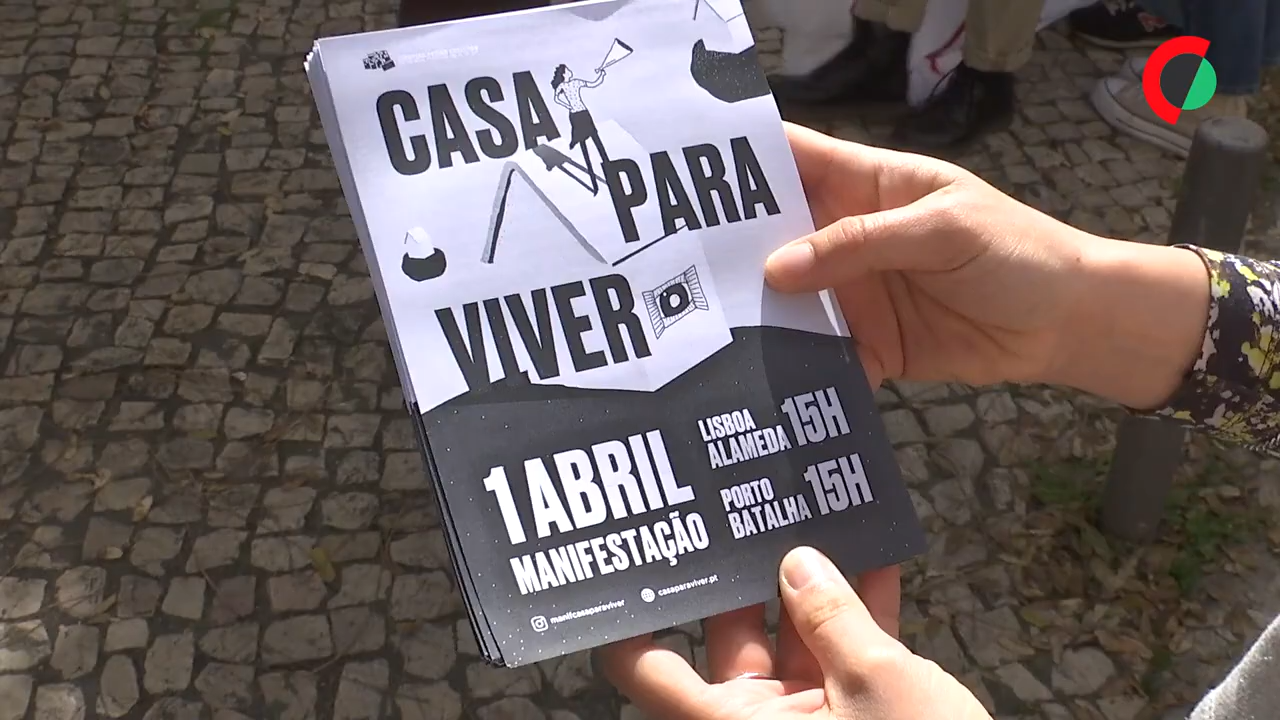 CASA
PARA
VIVER
1 ABRIL
MANIFESTAÇÃO
LISBOA
ALAMEDA 15H
PORTO
BATALHA 15H
manifcasaparaviver
casaparaviver.pt